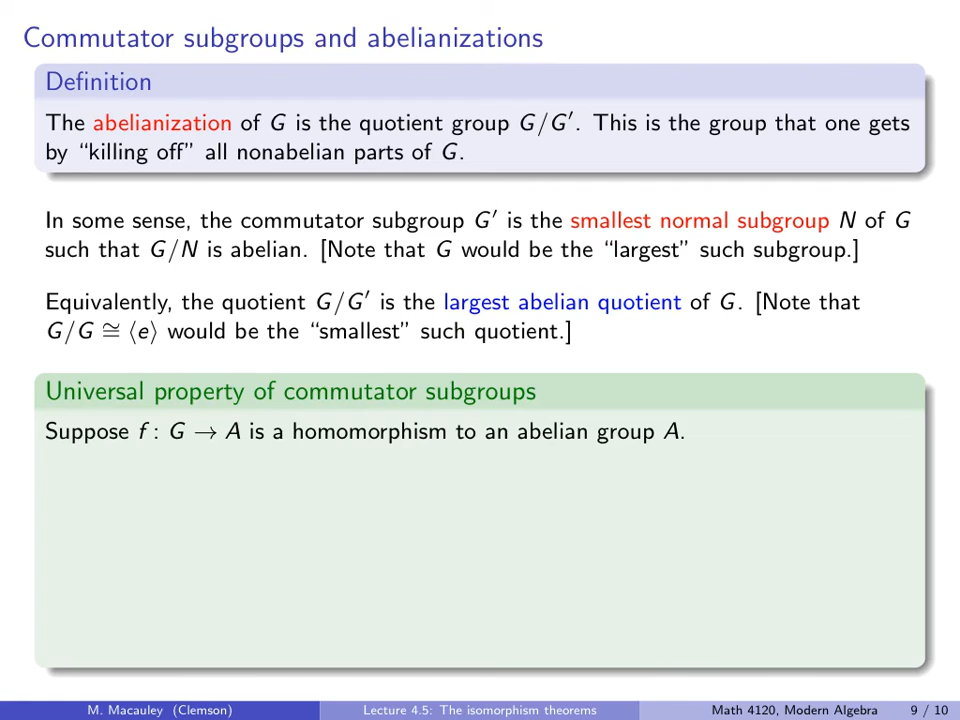 Commutator subgroups and abelianizations
Definition
The abelianization of G is the quotient group G/G′. This is the group that one gets
by “killing off” all nonabelian parts of G.
In some sense, the commutator subgroup G′ is the smallest normal subgroup N of G
such that G/N is abelian. [Note that G would be the “largest” such subgroup.]
Equivalently, the quotient G/G′ is the largest abelian quotient of G. [Note that
G/G ≅ ⟨e⟩ would be the “smallest” such quotient.]
Universal property of commutator subgroups
Suppose f : G → A is a homomorphism to an abelian group A.
M. Macauley (Clemson) Lecture 4.5: The isomorphism theorems Math 4120, Modern Algebra 9 / 10